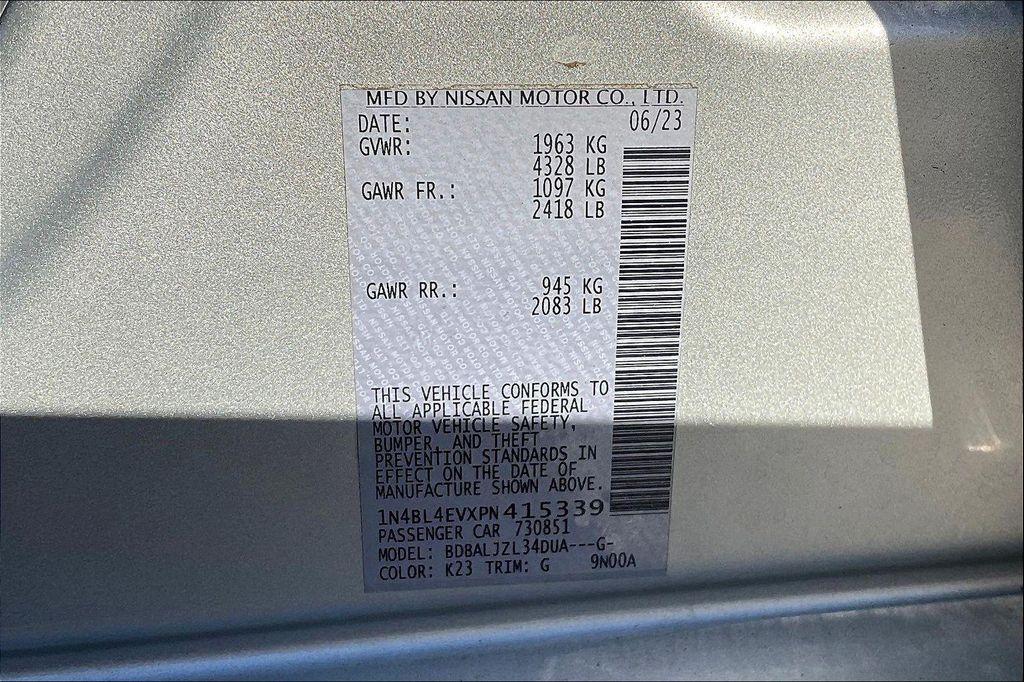 MFD BY NISSAN MOTOR CO., LTD.
DATE: 06/23
GVWR: 1963 KG
4328 LB
GAWR FR.: 1097 KG
2418 LB
GAWR RR.: 945 KG
2083 LB
THIS VEHICLE CONFORMS TO
ALL APPLICABLE FEDERAL
MOTOR VEHICLE SAFETY,
BUMPER, AND THEFT
PREVENTION STANDARDS IN
EFFECT ON THE DATE OF
MANUFACTURE SHOWN ABOVE.
1N4BL4EVXPN415339
PASSENGER CAR 730851
MODEL: BDBALJZL34DUA---G-
COLOR: K23 TRIM: G 9N00A